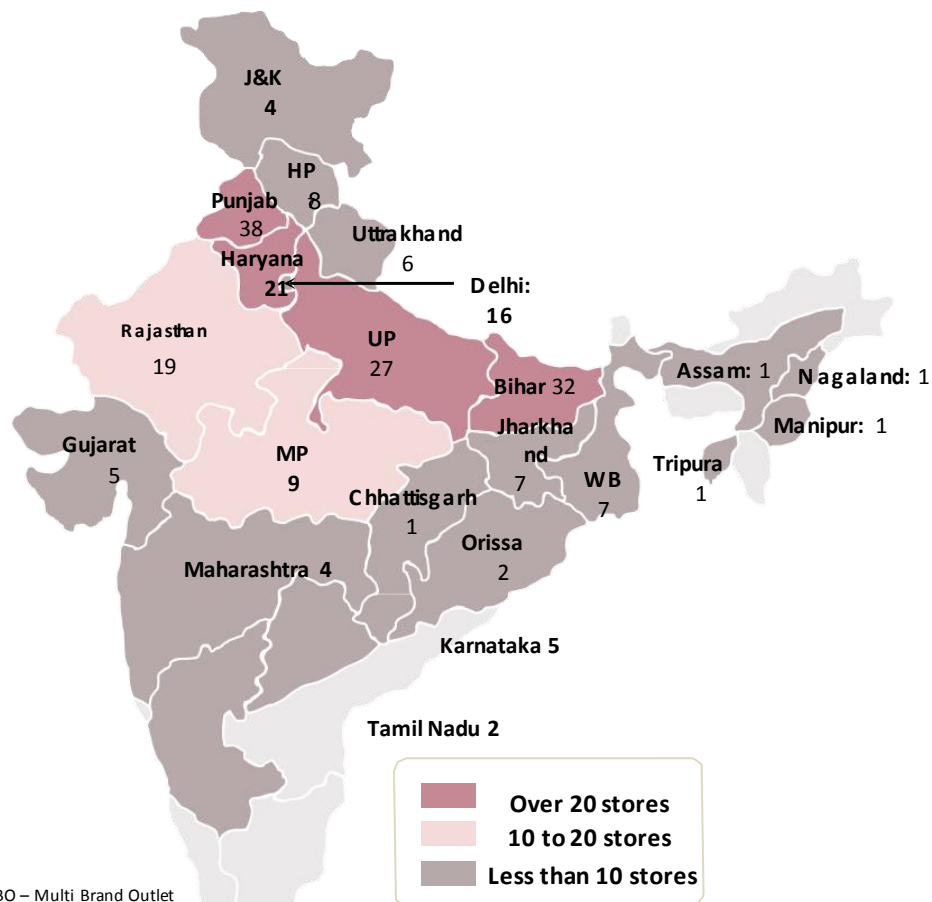 J&K
4
HP
8
Punjab
38
Uttrakhand
6
Haryana
21
Delhi:
16
Rajasthan
19
UP
27
Bihar 32
Assam: 1
Nagaland: 1
Manipur: 1
Tripura
1
Gujarat
5
MP
9
Jharkha
nd
7
WB
7
Chhattisgarh
1
Orissa
2
Maharashtra 4
Karnataka 5
Tamil Nadu 2
Over 20 stores
10 to 20 stores
Less than 10 stores
BO – Multi Brand Outlet